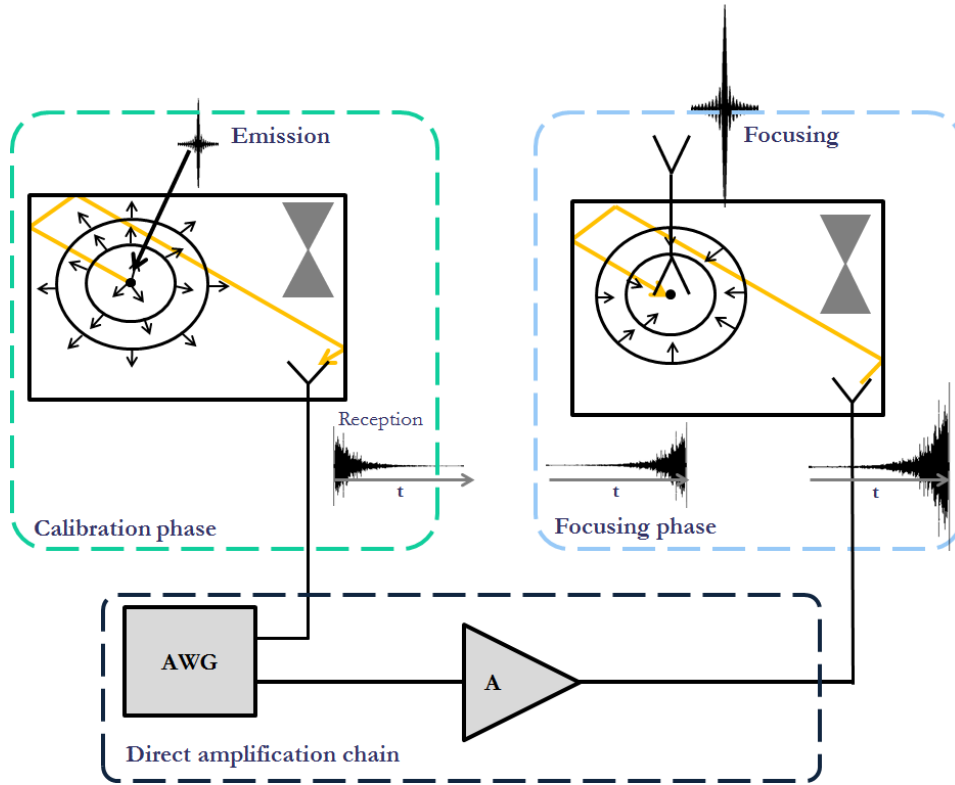 Emission
Focusing
Reception
t
t
t
Calibration phase
Focusing phase
AWG
A
Direct amplification chain